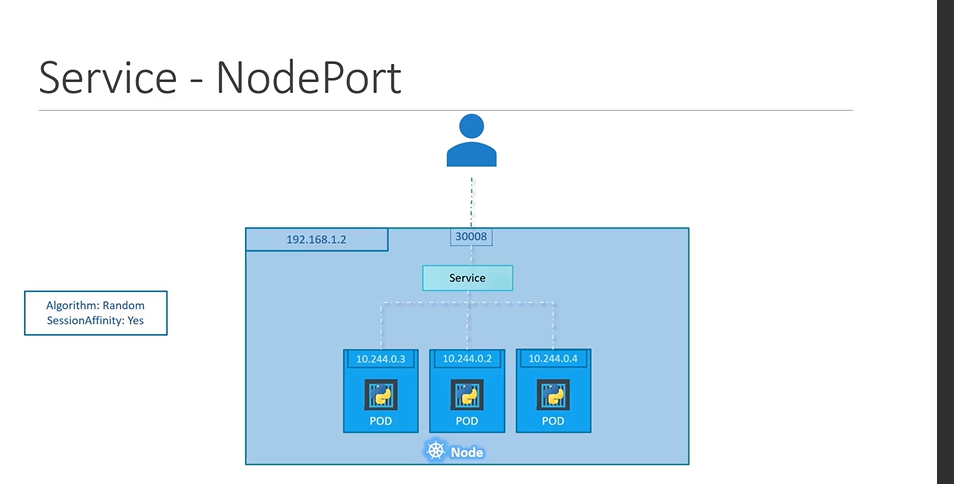 Service - NodePort
192.168.1.2
30008
Service
Algorithm: Random
SessionAffinity: Yes
10.244.0.3
10.244.0.2
10.244.0.4
POD
POD
POD
Node